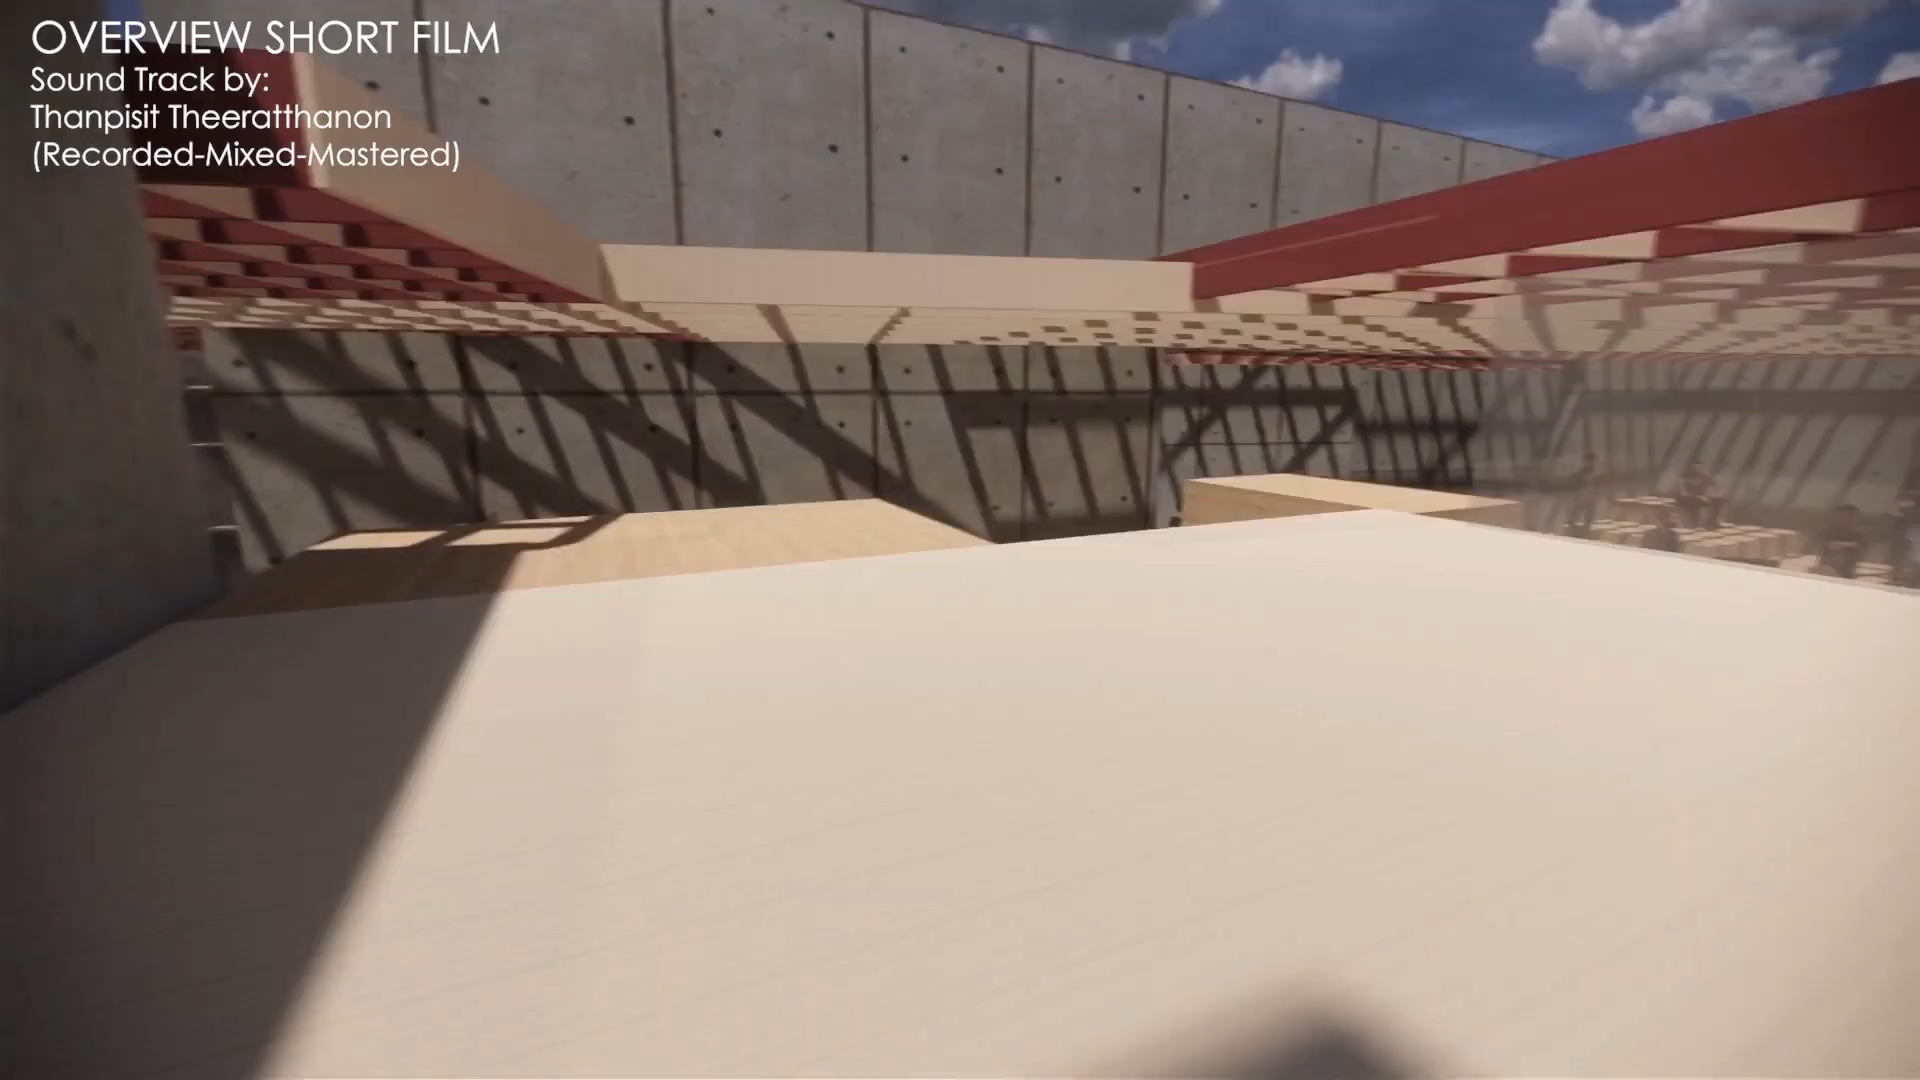 OVERVIEW SHORT FILM
Sound Track by:
Thanpisit Theeratthanon
(Recorded-Mixed-Mastered)